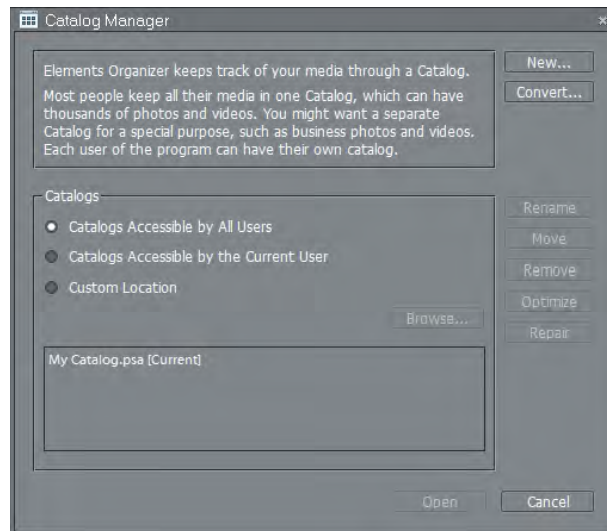 Catalog Manager
Elements Organizer keeps track of your media through a Catalog.
Most people keep all their media in one Catalog, which can have
thousands of photos and videos. You might want a separate
Catalog for a special purpose, such as business photos and videos.
Each user of the program can have their own catalog.
New...
Convert...
Catalogs
Catalogs Accessible by All Users
Catalogs Accessible by the Current User
Custom Location
Browse...
My Catalog.psa [Current]
Rename
Move
Remove
Optimize
Repair
Open
Cancel